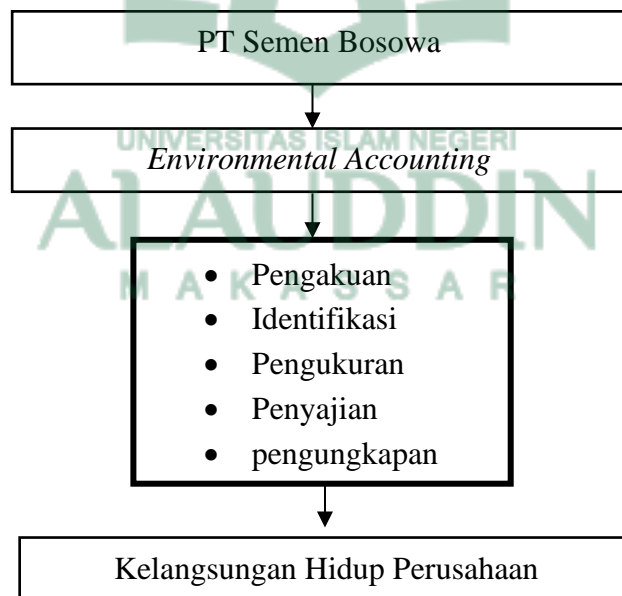 PT Semen Bosowa
UNIVERSITAS ISLAM NEGERI
Environmental Accounting
ALAUDDIN
• Pengakuan
M A K A S S A R
• Identifikasi
• Pengukuran
• Penyajian
• pengungkapan
Kelangsungan Hidup Perusahaan